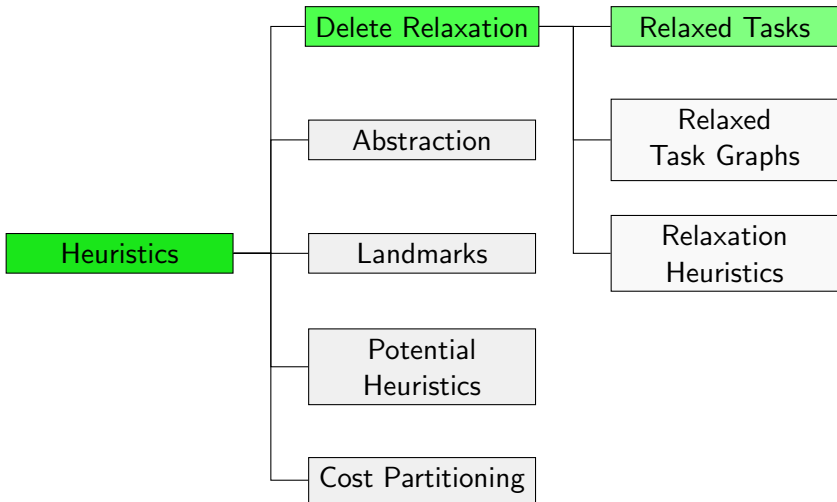 Heuristics
Delete Relaxation
Abstraction
Landmarks
Potential
Heuristics
Cost Partitioning
Relaxed Tasks
Relaxed
Task Graphs
Relaxation
Heuristics